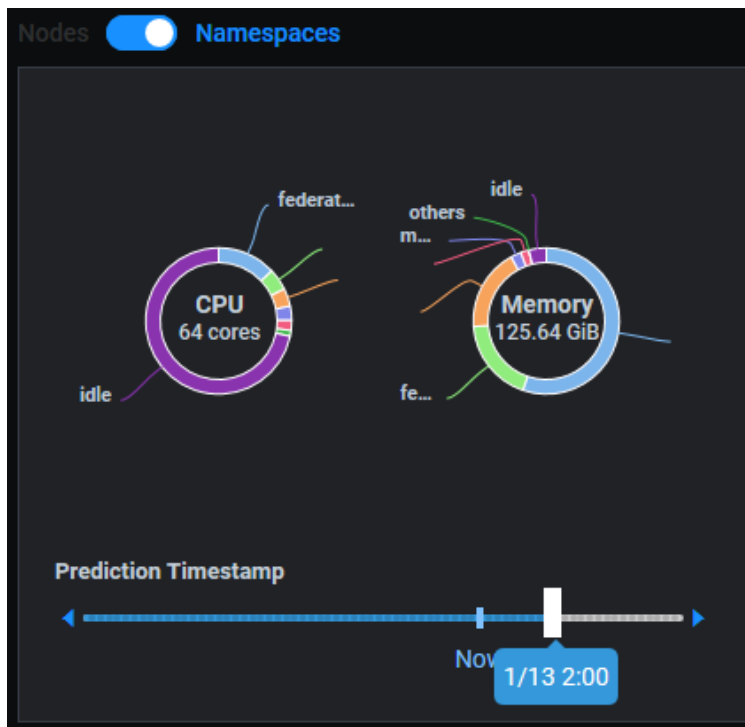 Nodes Namespaces
idle
federat...
others
m...
CPU
64 cores
Memory
125.64 GiB
idle
fe...
Prediction Timestamp
Now
1/13 2:00